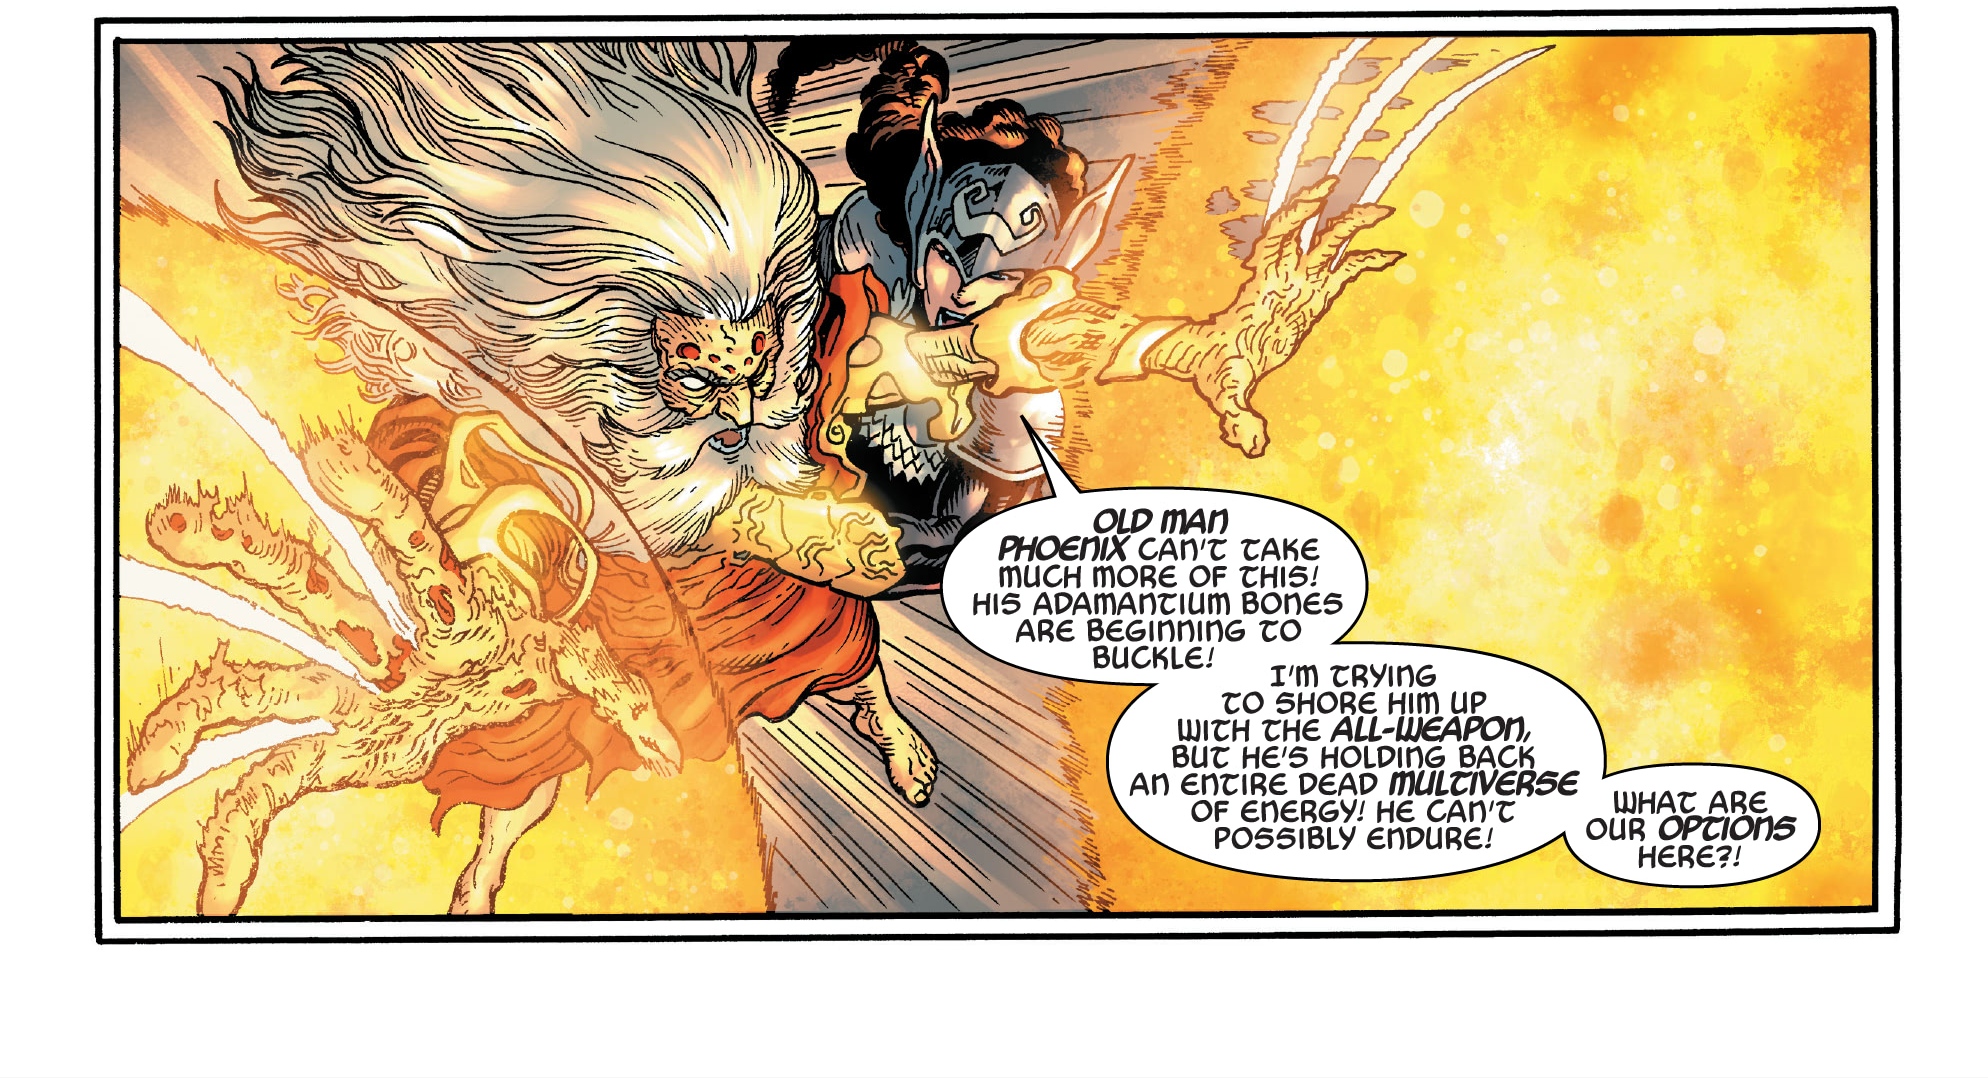 OLD MAN
PHOENIX CAN'T TAKE
MUCH MORE OF THIS!
HIS ADAMANTIUM BONES
ARE BEGINNING TO
BUCKLE!
I'M TRYING
TO SHORE HIM UP
WITH THE ALL-WEAPON,
BUT HE'S HOLDING BACK
AN ENTIRE DEAD MULTIVERSE
OF ENERGY! HE CAN'T
POSSIBLY ENDURE!
WHAT ARE
OUR OPTIONS
HERE?!